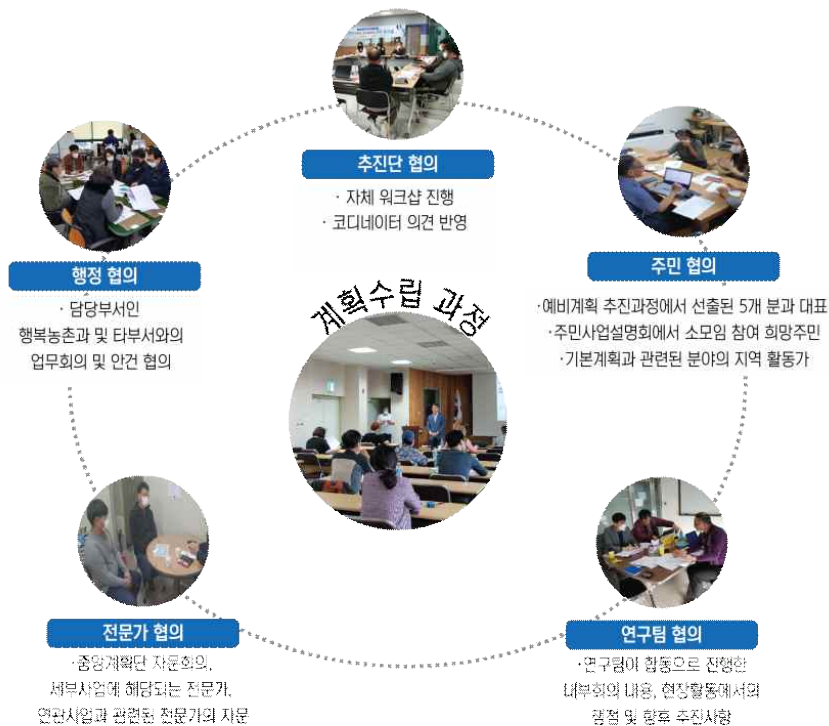 추진단 협의
· 자체 워크샵 진행
· 코디네이터 의견 반영
행정 협의
· 담당부서인
행복농촌과 및 타부서와의
업무회의 및 안건 협의
주민 협의
·예비계획 추진과정에서 선출된 5개 분과 대표
·주민사업설명회에서 소모임 참여 희망주민
·기본계획과 관련된 분야의 지역 활동가
계획수립 과정
전문가 협의
·중앙계획단 자문회의,
세부사업에 해당되는 전문가,
연관사업과 관련된 전문가의 자문
연구팀 협의
·연구팀이 합동으로 진행한
내부회의 내용, 현장활동에서의
쟁점 및 향후 추진사항